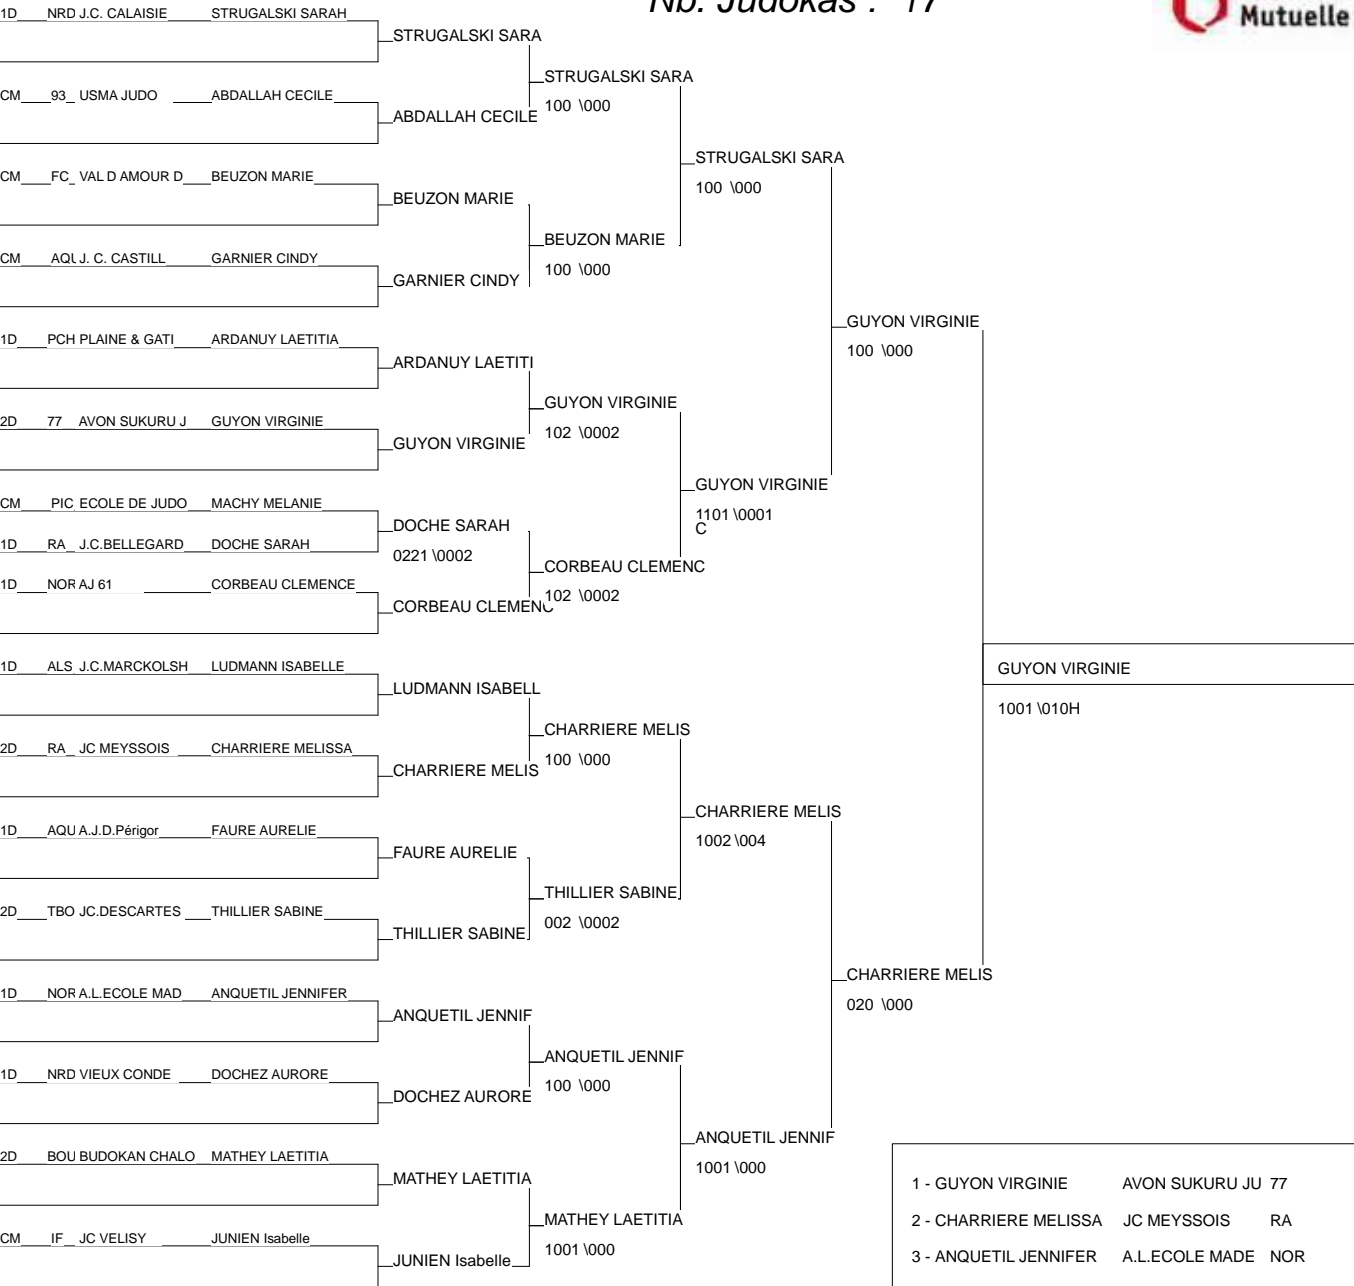 Nb. Judokas : 17
Mutuelle
1D NRD J.C. CALAISIE STRUGALSKI SARAH
STRUGALSKI SARA
STRUGALSKI SARA
CM 93 USMA JUDO ABDALLAH CECILE
100 \000
ABDALLAH CECILE
STRUGALSKI SARA
CM FC VAL D AMOUR D BEUZON MARIE
100 \000
BEUZON MARIE
BEUZON MARIE
CM AQU J. C. CASTILL GARNIER CINDY
100 \000
GARNIER CINDY
GUYON VIRGINIE
1D PCH PLAINE & GATI ARDANUY LAETITIA
100 \000
ARDANUY LAETITI
GUYON VIRGINIE
2D 77 AVON SUKURU J GUYON VIRGINIE
102 \0002
GUYON VIRGINIE
GUYON VIRGINIE
CM PIC ECOLE DE JUDO MACHY MELANIE
1101 \0001
C
DOCHE SARAH
1D RA J.C.BELLEGARD DOCHE SARAH
0221 \0002
CORBEAU CLEMENC
1D NOR AJ 61 CORBEAU CLEMENCE
102 \0002
CORBEAU CLEMENC
1D ALS J.C.MARCKOLSH LUDMANN ISABELLE
GUYON VIRGINIE
LUDMANN ISABELL
1001 \010H
CHARRIERE MELIS
2D RA JC MEYSSOIS CHARRIERE MELISSA
100 \000
CHARRIERE MELIS
CHARRIERE MELIS
1D AQU A.J.D.Périgor FAURE AURELIE
1002 \004
FAURE AURELIE
THILLIER SABINE
2D TBO JC.DESCARTES THILLIER SABINE
002 \0002
THILLIER SABINE
CHARRIERE MELIS
1D NOR A.L.ECOLE MAD ANQUETIL JENNIFER
020 \000
ANQUETIL JENNIF
ANQUETIL JENNIF
1D NRD VIEUX CONDE DOCHEZ AURORE
100 \000
DOCHEZ AURORE
ANQUETIL JENNIF
2D BOU BUDOKAN CHALO MATHEY LAETITIA
1001 \000
MATHEY LAETITIA
1 - GUYON VIRGINIE AVON SUKURU JU 77
MATHEY LAETITIA
2 - CHARRIERE MELISSA JC MEYSSOIS RA
CM IF JC VELISY JUNIEN Isabelle
1001 \000
JUNIEN Isabelle
3 - ANQUETIL JENNIFER A.L.ECOLE MADE NOR